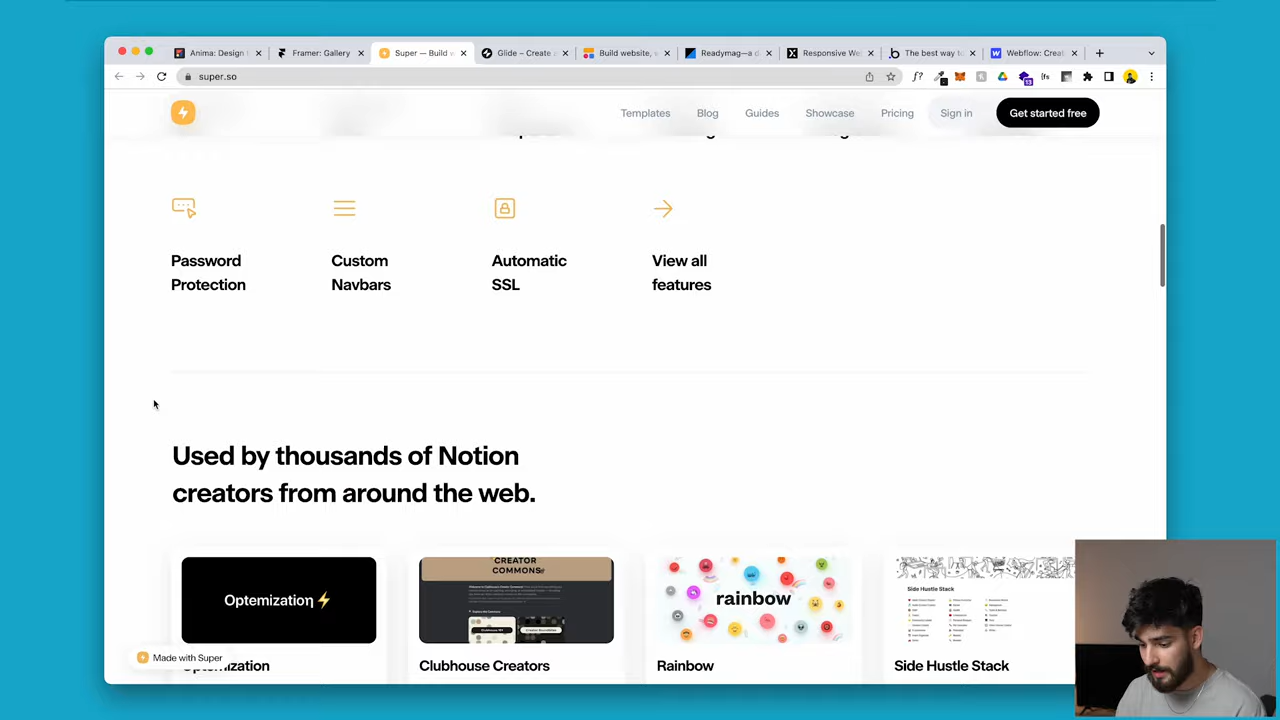 Anima: Design
Framer: Gallery
Super — Build w
Glide – Create a
Build website, s
Readymag—a d
Responsive We
The best way to
Webflow: Creat
super.so
Templates
Blog
Guides
Showcase
Pricing
Sign in
Get started free
Password
Protection
Custom
Navbars
Automatic
SSL
View all
features
Used by thousands of Notion
creators from around the web.
Optemizatioη⚡
CREATOR
COMMONS
rainbow
Side Hustle Stack
Made with Super
Optemization
Clubhouse Creators
Rainbow
Side Hustle Stack